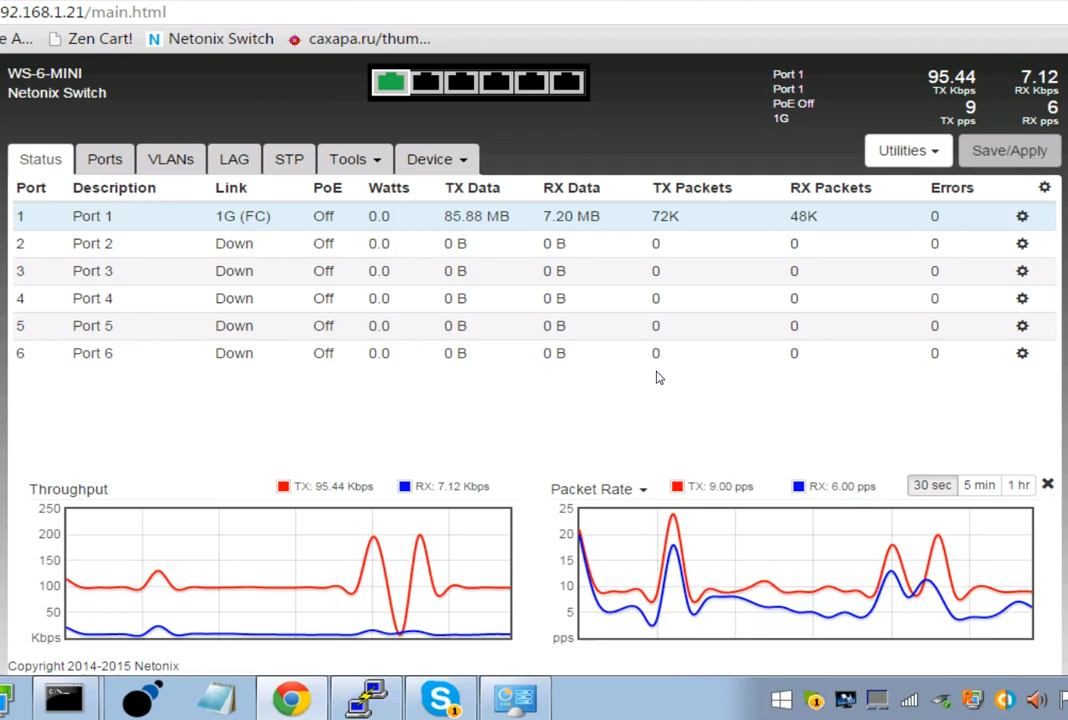 92.168.1.21/main.html
e A... Zen Cart! N Netonix Switch caxapa.ru/thum...
WS-6-MINI
Netonix Switch
Port 1
Port 1
PoE Off
1G
95.44 7.12
TX Kbps RX Kbps
9 6
TX pps RX pps
Status Ports VLANs LAG STP Tools Device Utilities Save/Apply
Port Description Link PoE Watts TX Data RX Data TX Packets RX Packets Errors
1 Port 1 1G (FC) Off 0.0 85.88 MB 7.20 MB 72K 48K 0
2 Port 2 Down Off 0.0 0 B 0 B 0 0 0
3 Port 3 Down Off 0.0 0 B 0 B 0 0 0
4 Port 4 Down Off 0.0 0 B 0 B 0 0 0
5 Port 5 Down Off 0.0 0 B 0 B 0 0 0
6 Port 6 Down Off 0.0 0 B 0 B 0 0 0
Throughput TX: 95.44 Kbps RX: 7.12 Kbps
250
200
150
100
50
Kbps
Packet Rate TX: 9.00 pps RX: 6.00 pps 30 sec 5 min 1 hr
25
20
15
10
5
pps
Copyright 2014-2015 Netonix
S 1
1